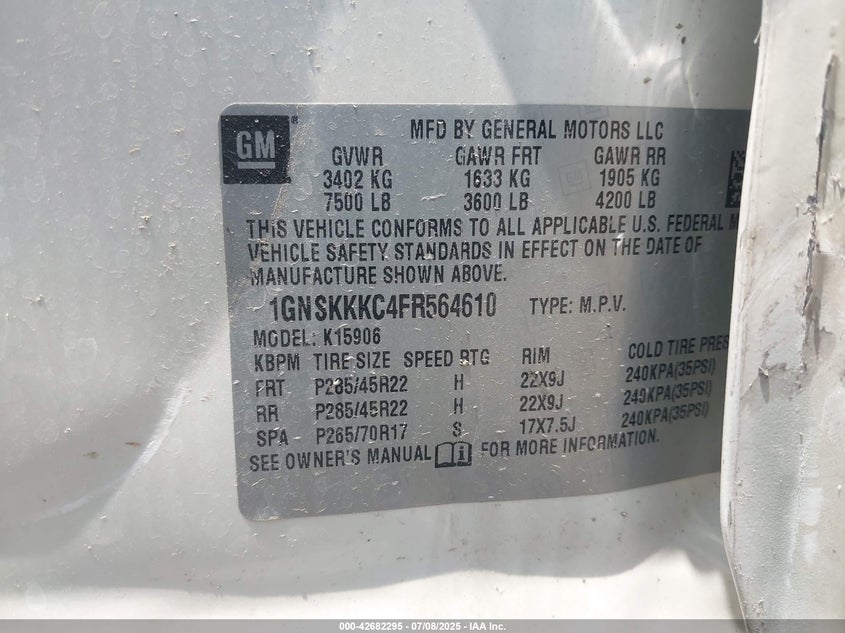 GM®
MFD BY GENERAL MOTORS LLC
GVWR GAWR FRT GAWR RR
3402 KG 1633 KG 1905 KG
7500 LB 3600 LB 4200 LB
THIS VEHICLE CONFORMS TO ALL APPLICABLE U.S. FEDERAL M
VEHICLE SAFETY STANDARDS IN EFFECT ON THE DATE OF
MANUFACTURE SHOWN ABOVE.
1GNSKKKC4FR564610 TYPE: M.P.V.
MODEL: K15906
KBPM TIRE SIZE SPEED RTG RIM COLD TIRE PRES
FRT P285/45R22 H 22X9J 240KPA(35PSI)
RR P285/45R22 H 22X9J 240KPA(35PSI)
SPA P265/70R17 S 17X7.5J 240KPA(35PSI)
SEE OWNER'S MANUAL FOR MORE INFORMATION.
000-42682295 - 07/08/2025 - IAA Inc.